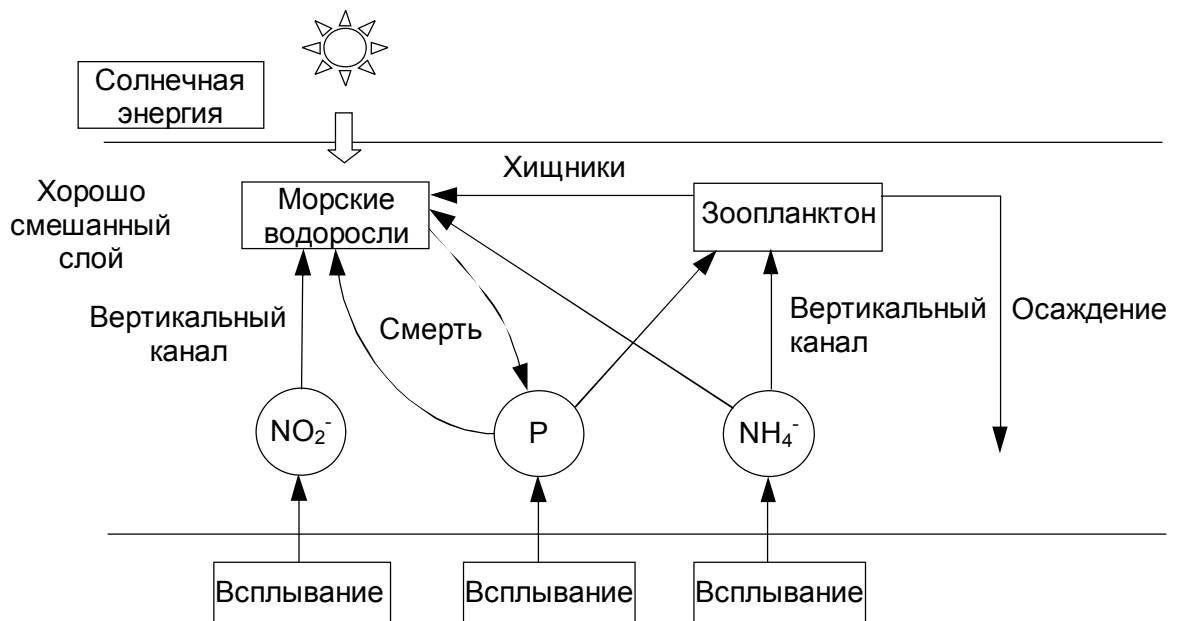 Солнечная
энергия
Хищники
Хорошо
смешанный
слой
Морские
водоросли
Зоопланктон
Вертикальный
канал
Смерть
Вертикальный
канал
Осаждение
NO₂⁻
P
NH₄⁻
Всплывание
Всплывание
Всплывание